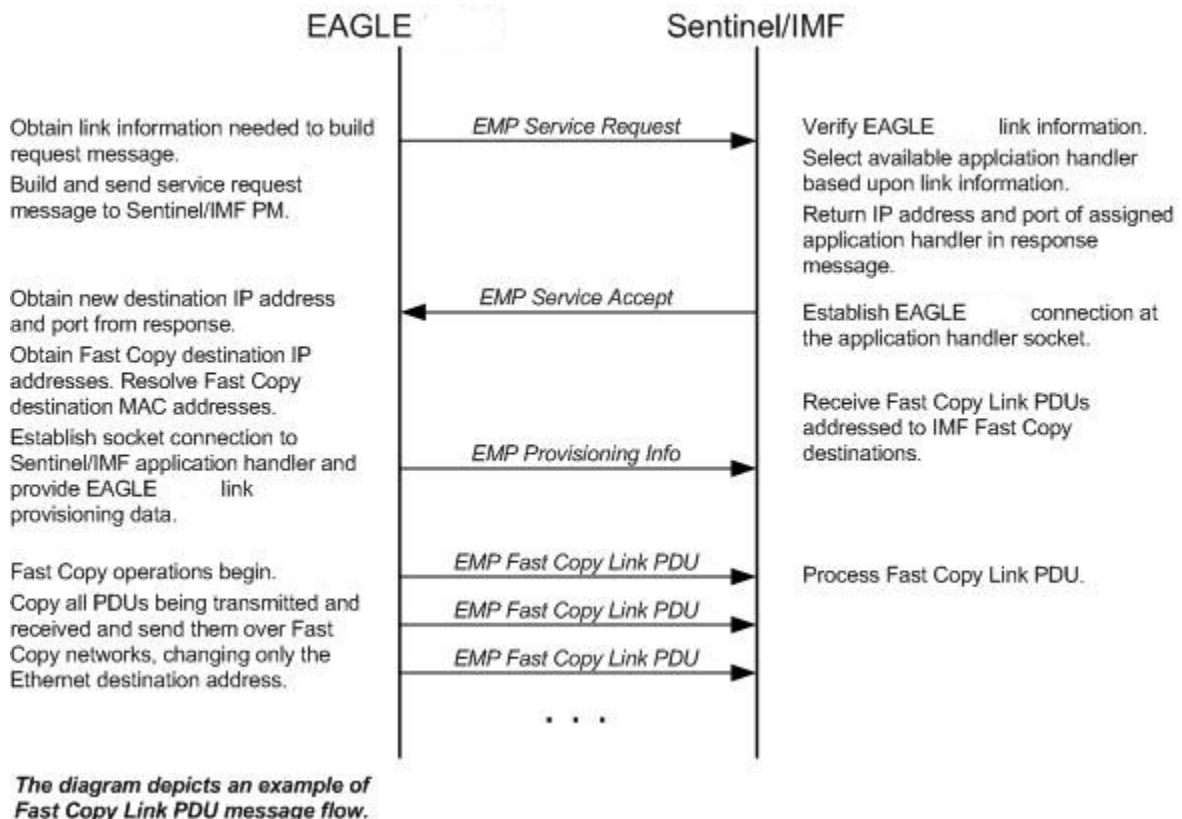 EAGLE
Sentinel/IMF
Obtain link information needed to build
request message.
Build and send service request
message to Sentinel/IMF PM.
EMP Service Request
Verify EAGLE link information.
Select available applciation handler
based upon link information.
Return IP address and port of assigned
application handler in response
message.
Obtain new destination IP address
and port from response.
Obtain Fast Copy destination IP
addresses. Resolve Fast Copy
destination MAC addresses.
Establish socket connection to
Sentinel/IMF application handler and
provide EAGLE link
provisioning data.
EMP Service Accept
Establish EAGLE connection at
the application handler socket.
Receive Fast Copy Link PDUs
addressed to IMF Fast Copy
destinations.
EMP Provisioning Info
Fast Copy operations begin.
Copy all PDUs being transmitted and
received and send them over Fast
Copy networks, changing only the
Ethernet destination address.
EMP Fast Copy Link PDU
EMP Fast Copy Link PDU
EMP Fast Copy Link PDU
Process Fast Copy Link PDU.
. . .
The diagram depicts an example of
Fast Copy Link PDU message flow.